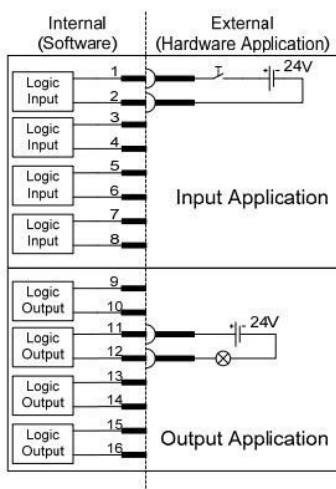 Internal
(Software)
External
(Hardware Application)
Logic
Input
1
2
24V
Logic
Input
3
4
Logic
Input
5
6
Logic
Input
7
8
Input Application
Logic
Output
9
10
Logic
Output
11
12
24V
Logic
Output
13
14
Logic
Output
15
16
Output Application